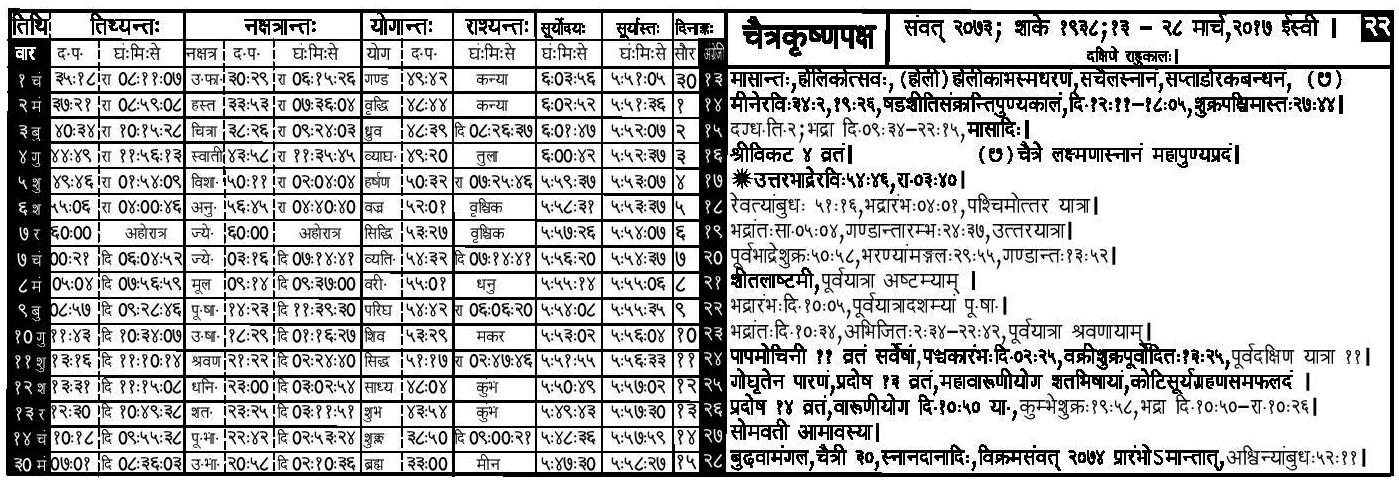 तिथि तिथ्यन्तः नक्षत्रान्तः योगान्तः राश्यन्तः सूर्योदयः सूर्यास्तः दिनाङ्कः चैत्रकृष्णपक्ष संवत् २०७३; शाके १९३८;१३ – २८ मार्च,२०१७ ईस्वी । २२
वार द॰प॰ घं:मि:से नक्षत्र द॰प॰ घं:मि:से योग द॰प॰ घं:मि:से घं:मि:से घं:मि:से सौर अंग्रे दक्षिणे राहुकालः।
१ चं ३५:१८ रा ०८:११:०७ उ॰फा॰ ३०:२९ रा ०६:१५:२६ गण्ड ४९:४२ कन्या ६:०३:५६ ५:५१:०५ ३० १३ मासान्तः,होलिकोत्सवः, (होली)होलीकाभस्मधरणं,सचैलस्नानं,सप्ताडोरकबन्धनं, (७)
२ मं ३७:२१ रा ०८:५९:०८ हस्त ३३:५३ रा ०७:३६:०४ वृद्धि ४८:४४ कन्या ६:०२:५२ ५:५१:३६ १ १४ मीनेरविः३४:२,१९:२६,षडशीतिसंक्रान्तिपुण्यकालं,दि॰१२:११–१८:०५,शुक्रपश्चिमास्तः२७:४४।
३ बु ४०:३४ रा १०:१५:२८ चित्रा ३८:२६ रा ०९:२४:०३ ध्रुव ४८:३९ दि ०८:२६:३७ ६:०१:४७ ५:५२:०७ २ १५ दग्ध॰ति॰२;भद्रा दि॰०९:३४–२२:१५,मासादिः।
४ गु ४४:४९ रा ११:५६:१३ स्वाती ४३:५८ रा ११:३५:४५ व्याघ॰ ४९:२० तुला ६:००:४२ ५:५२:३७ ३ १६ श्रीविकट ४ व्रतं। (७)चैत्रे लक्ष्मणास्नानं महापुण्यप्रदं।
५ शु ४९:४६ रा ०१:५४:०९ विशा॰ ५०:११ रा ०२:०४:०४ हर्षण ५०:३२ रा ०७:२५:४६ ५:५९:३७ ५:५३:०७ ४ १७ ✷उत्तरभाद्रेरविः५४:४६,रा॰०३:४०।
६ श ५५:०६ रा ०४:००:४६ अनु॰ ५६:४५ रा ०४:४०:४० वज्र ५२:०१ वृश्चिक ५:५८:३१ ५:५३:३७ ५ १८ रेवत्यांबुधः ५१:१६,भद्रारंभः०४:०१,पश्चिमोत्तर यात्रा।
७ र ६०:०० अहोरात्र ज्ये॰ ६०:०० अहोरात्र सिद्धि ५३:२७ वृश्चिक ५:५७:२६ ५:५४:०७ ६ १९ भद्रांतः॰सा॰०५:०४,गण्डान्तारम्भः२४:३७,उत्तरयात्रा।
७ चं ००:२१ दि ०६:०४:५२ ज्ये॰ ०३:१६ दि ०७:१४:४१ व्यति॰ ५४:३२ दि ०७:१४:४१ ५:५६:२० ५:५४:३७ ७ २० पूर्वभाद्रेशुक्रः५०:५८,भरण्यांमङ्गलः२९:५५,गण्डान्तः१३:५२।
८ मं ०५:०४ दि ०७:५६:५९ मूल ०९:१४ दि ०९:३७:०० वरी॰ ५५:०१ धनु ५:५५:१४ ५:५५:०६ ८ २१ शीतलाष्टमी,पूर्वयात्रा अष्टम्याम् ।
९ बु ०८:५७ दि ०९:२८:४६ पू॰षा॰ १४:२३ दि ११:३९:३० परिघ ५४:४२ रा ०६:०६:२० ५:५४:०८ ५:५५:३५ ९ २२ भद्रारंभः॰दि॰१०:०५,पूर्वयात्रादशम्यां पू॰षा॰।
१० गु ११:४३ दि १०:३४:०७ उ॰षा॰ १८:२९ दि ०१:१६:२७ शिव ५३:२९ मकर ५:५३:०२ ५:५६:०४ १० २३ भद्रांतः॰दि॰१०:३४,अभिजितः२:३४–२२:४२,पूर्वयात्रा श्रवणायाम्।
११ शु १३:१६ दि ११:१०:१४ श्रवण २१:२२ दि ०२:२४:४० सिद्ध ५१:१७ रा ०२:४७:४६ ५:५१:५५ ५:५६:३३ ११ २४ पापमोचिनी ११ व्रतं सर्वेषां,पञ्चकारंभः॰दि॰०२:२५,वक्रीशुक्रपूर्वोदितः१३:२५,पूर्वदक्षिण यात्रा ११।
१२ श १३:३१ दि ११:१५:०८ धनि॰ २३:०० दि ०३:०२:५४ साध्य ४८:०४ कुंभ ५:५०:४९ ५:५७:०२ १२ २५ गोघृतेन पारणं,प्रदोष १३ व्रतं,महावारूणीयोग शतभिषायां,कोटिसूर्यग्रहणसमफलदं ।
१३ र १२:३० दि १०:४९:३८ शत॰ २३:२५ दि ०३:११:५१ शुभ ४३:५४ कुंभ ५:४९:४३ ५:५७:३० १३ २६ प्रदोष १४ व्रतं,वारूणीयोग दि॰१०:५० या॰,कुम्भेशुक्रः१९:५८,भद्रा दि॰१०:५०–रा॰१०:२६।
१४ चं १०:१८ दि ०९:५५:३८ पू॰भा॰ २२:४२ दि ०२:५३:२४ शुक्ल ३८:५० दि ०९:००:२१ ५:४८:३६ ५:५७:५९ १४ २७ सोमवती आमावस्या।
३० मं ०७:०१ दि ०८:३६:०३ उ॰भा॰ २०:५८ दि ०२:१०:३६ ब्रह्म ३३:०० मीन ५:४७:३० ५:५८:२७ १५ २८ बुढवामंगल,चैत्री ३०,स्नानदानादिः,विक्रमसंवत् २०७४ प्रारंभोऽमान्तात्,अश्विन्यांबुधः५२:११।